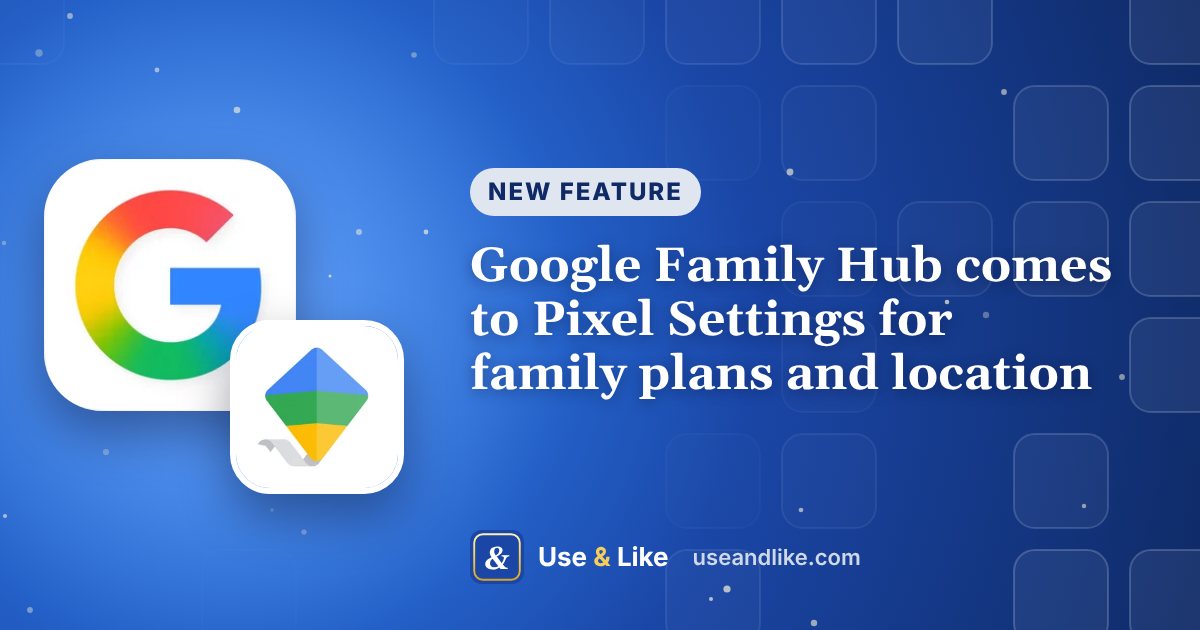 NEW FEATURE
Google Family Hub comes
to Pixel Settings for
family plans and location
& Use & Like useandlike.com